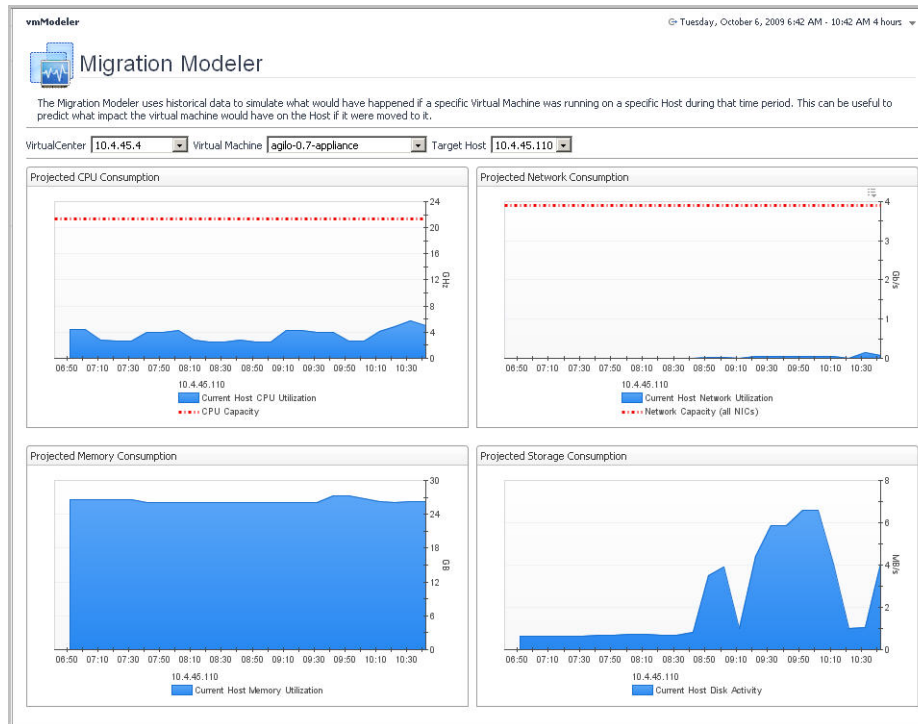 vmModeler
Tuesday, October 6, 2009 6:42 AM - 10:42 AM 4 hours
Migration Modeler
The Migration Modeler uses historical data to simulate what would have happened if a specific Virtual Machine was running on a specific Host during that time period. This can be useful to
predict what impact the virtual machine would have on the Host if it were moved to it.
VirtualCenter 10.4.45.4 Virtual Machine agilo-0.7-appliance Target Host 10.4.45.110
Projected CPU Consumption
24
20
16
12
8
4
0
GHz
06:50 07:10 07:30 07:50 08:10 08:30 08:50 09:10 09:30 09:50 10:10 10:30
10.4.45.110
Current Host CPU Utilization
CPU Capacity
Projected Network Consumption
4
3
2
1
0
Gb/s
06:50 07:10 07:30 07:50 08:10 08:30 08:50 09:10 09:30 09:50 10:10 10:30
10.4.45.110
Current Host Network Utilization
Network Capacity (all NICs)
Projected Memory Consumption
30
24
18
12
6
0
GB
06:50 07:10 07:30 07:50 08:10 08:30 08:50 09:10 09:30 09:50 10:10 10:30
10.4.45.110
Current Host Memory Utilization
Projected Storage Consumption
8
6
4
2
0
MB/s
06:50 07:10 07:30 07:50 08:10 08:30 08:50 09:10 09:30 09:50 10:10 10:30
10.4.45.110
Current Host Disk Activity